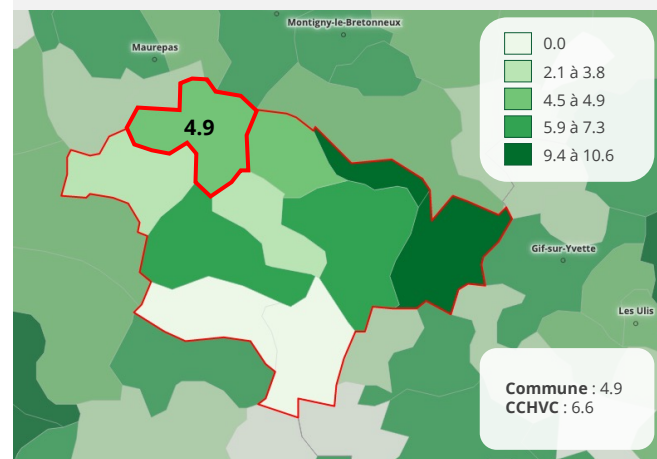 Montigny-le-Bretonneux
Maurepas
4.9
0.0
2.1 à 3.8
4.5 à 4.9
5.9 à 7.3
9.4 à 10.6
Gif-sur-Yvette
Les Ulis
Commune : 4.9
CCHVC : 6.6